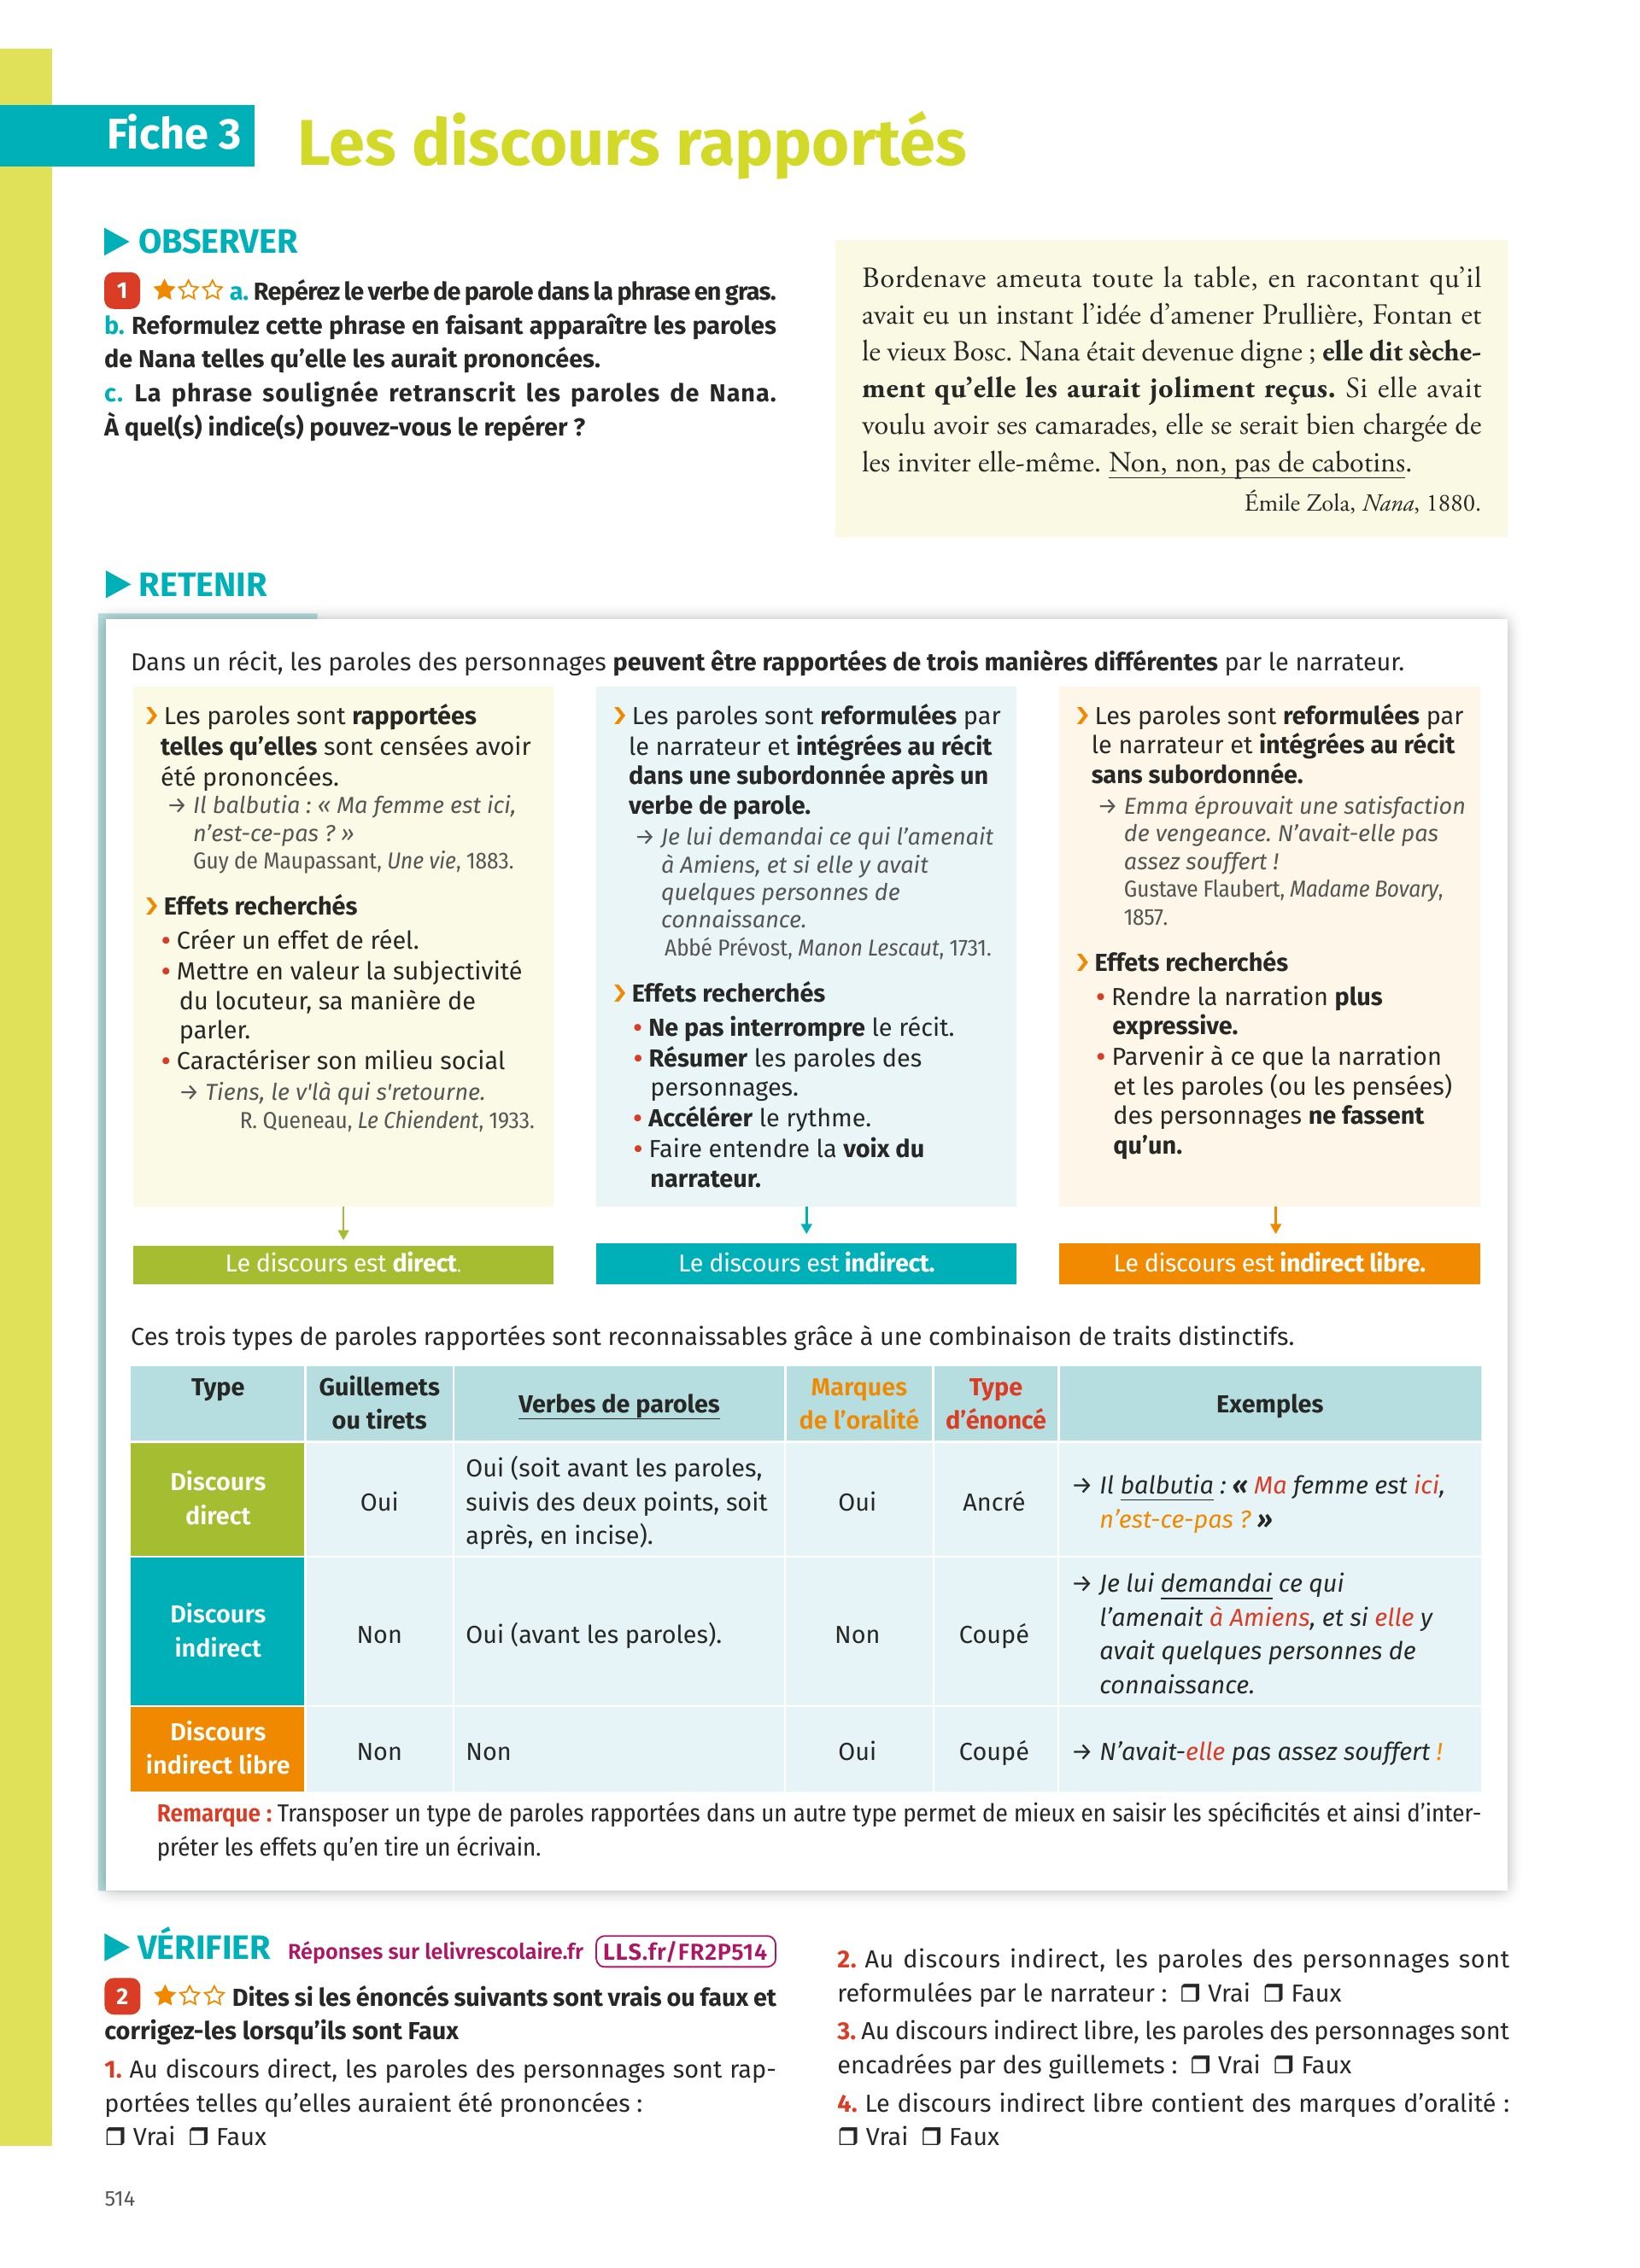 Fiche 3
Les discours rapportés
▶ OBSERVER
1 ★☆☆ a. Repérez le verbe de parole dans la phrase en gras.
b. Reformulez cette phrase en faisant apparaître les paroles
de Nana telles qu’elle les aurait prononcées.
c. La phrase soulignée retranscrit les paroles de Nana.
À quel(s) indice(s) pouvez-vous le repérer ?
Bordenave ameuta toute la table, en racontant qu’il
avait eu un instant l’idée d’amener Prullière, Fontan et
le vieux Bosc. Nana était devenue digne ; elle dit sèche-
ment qu’elle les aurait joliment reçus. Si elle avait
voulu avoir ses camarades, elle se serait bien chargée de
les inviter elle-même. Non, non, pas de cabotins.
Émile Zola, Nana, 1880.
▶ RETENIR
Dans un récit, les paroles des personnages peuvent être rapportées de trois manières différentes par le narrateur.
› Les paroles sont rapportées
telles qu’elles sont censées avoir
été prononcées.
→ Il balbutia : « Ma femme est ici,
n’est-ce-pas ? »
Guy de Maupassant, Une vie, 1883.
› Effets recherchés
• Créer un effet de réel.
• Mettre en valeur la subjectivité
du locuteur, sa manière de
parler.
• Caractériser son milieu social
→ Tiens, le v'là qui s'retourne.
R. Queneau, Le Chiendent, 1933.
Le discours est direct.
› Les paroles sont reformulées par
le narrateur et intégrées au récit
dans une subordonnée après un
verbe de parole.
→ Je lui demandai ce qui l’amenait
à Amiens, et si elle y avait
quelques personnes de
connaissance.
Abbé Prévost, Manon Lescaut, 1731.
› Effets recherchés
• Ne pas interrompre le récit.
• Résumer les paroles des
personnages.
• Accélérer le rythme.
• Faire entendre la voix du
narrateur.
Le discours est indirect.
› Les paroles sont reformulées par
le narrateur et intégrées au récit
sans subordonnée.
→ Emma éprouvait une satisfaction
de vengeance. N’avait-elle pas
assez souffert !
Gustave Flaubert, Madame Bovary,
1857.
› Effets recherchés
• Rendre la narration plus
expressive.
• Parvenir à ce que la narration
et les paroles (ou les pensées)
des personnages ne fassent
qu’un.
Le discours est indirect libre.
Ces trois types de paroles rapportées sont reconnaissables grâce à une combinaison de traits distinctifs.
Type
Guillemets
ou tirets
Verbes de paroles
Marques
de l’oralité
Type
d’énoncé
Exemples
Discours
direct
Oui
Oui (soit avant les paroles,
suivis des deux points, soit
après, en incise).
Oui
Ancré
→ Il balbutia : « Ma femme est ici,
n’est-ce-pas ? »
Discours
indirect
Non
Oui (avant les paroles).
Non
Coupé
→ Je lui demandai ce qui
l’amenait à Amiens, et si elle y
avait quelques personnes de
connaissance.
Discours
indirect libre
Non
Non
Oui
Coupé
→ N’avait-elle pas assez souffert !
Remarque : Transposer un type de paroles rapportées dans un autre type permet de mieux en saisir les spécificités et ainsi d’inter-
préter les effets qu’en tire un écrivain.
▶ VÉRIFIER Réponses sur lelivrescolaire.fr LLS.fr/FR2P514
2 ★☆☆ Dites si les énoncés suivants sont vrais ou faux et
corrigez-les lorsqu’ils sont Faux
1. Au discours direct, les paroles des personnages sont rap-
portées telles qu’elles auraient été prononcées :
❒ Vrai ❒ Faux
2. Au discours indirect, les paroles des personnages sont
reformulées par le narrateur : ❒ Vrai ❒ Faux
3. Au discours indirect libre, les paroles des personnages sont
encadrées par des guillemets : ❒ Vrai ❒ Faux
4. Le discours indirect libre contient des marques d’oralité :
❒ Vrai ❒ Faux
514